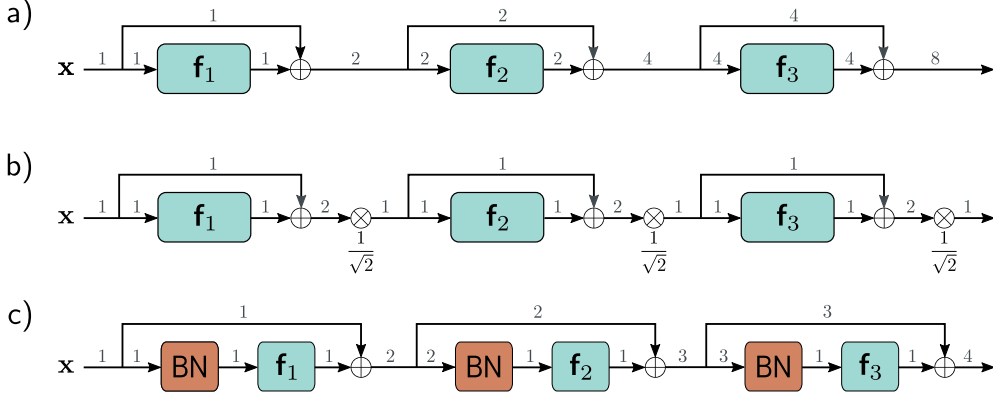 a)
1 2 4
x 1 1 f1 1 2 2 f2 2 4 4 f3 4 8
b)
1 1 1
x 1 1 f1 1 2 1 1 f2 1 2 1 1 f3 1 2 1
1/√2 1/√2 1/√2
c)
1 2 3
x 1 1 BN 1 f1 1 2 2 BN 1 f2 1 3 3 BN 1 f3 1 4